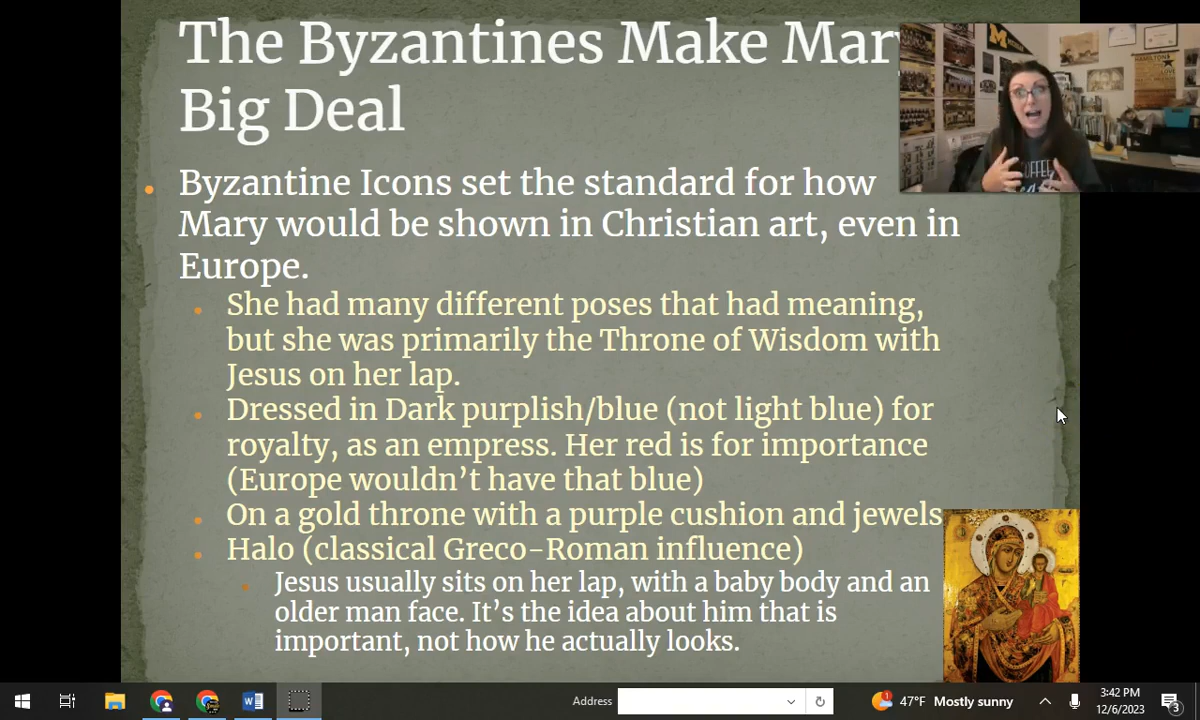 The Byzantines Make Mary
Big Deal
Byzantine Icons set the standard for how
Mary would be shown in Christian art, even in
Europe.
She had many different poses that had meaning,
but she was primarily the Throne of Wisdom with
Jesus on her lap.
Dressed in Dark purplish/blue (not light blue) for
royalty, as an empress. Her red is for importance
(Europe wouldn't have that blue)
On a gold throne with a purple cushion and jewels
Halo (classical Greco-Roman influence)
Jesus usually sits on her lap, with a baby body and an
older man face. It's the idea about him that is
important, not how he actually looks.
M
COFFEE
Address
47°F Mostly sunny
3:42 PM
12/6/2023
1
3